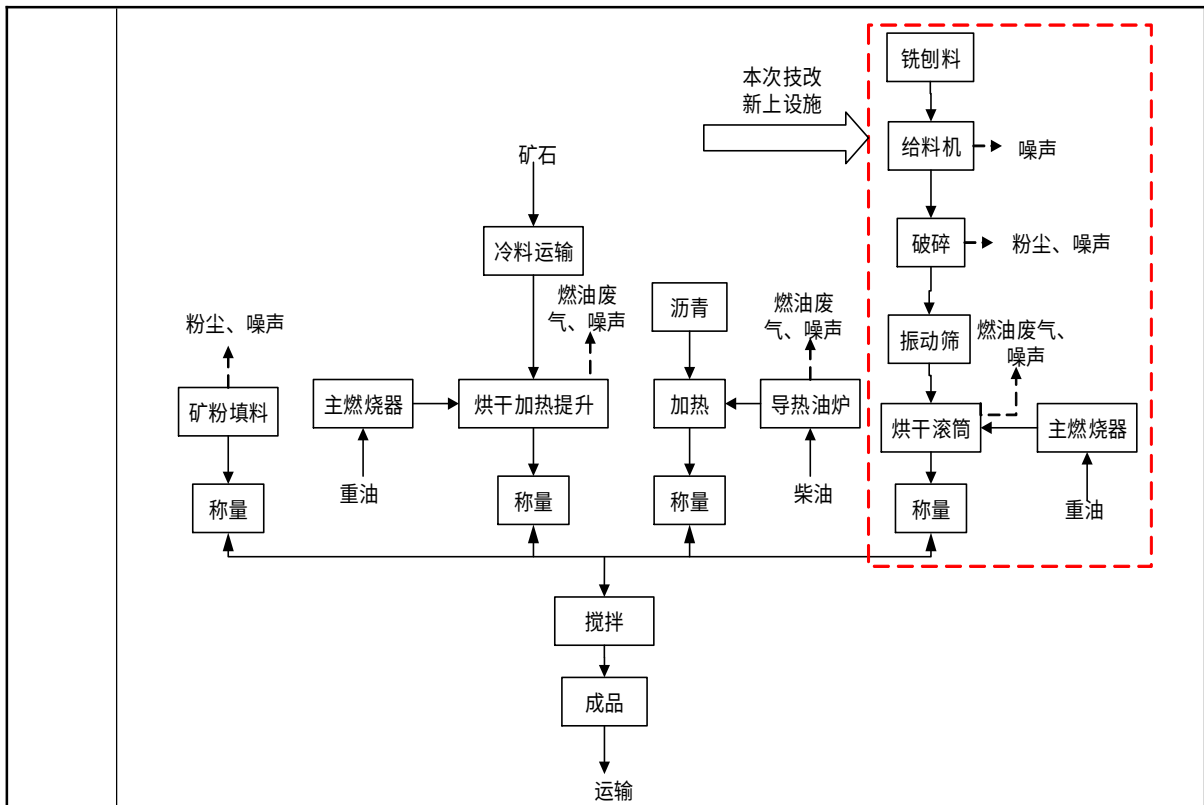 铣刨料
本次技改
新上设施
给料机
噪声
矿石
破碎
粉尘、噪声
冷料运输
燃油废
气、噪声
沥青
燃油废
气、噪声
粉尘、噪声
振动筛
燃油废气、
噪声
矿粉填料
主燃烧器
烘干加热提升
加热
导热油炉
烘干滚筒
主燃烧器
称量
重油
称量
称量
柴油
称量
重油
搅拌
成品
运输